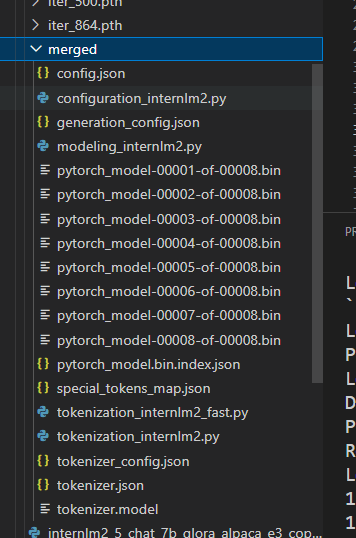 iter_500.pth
iter_864.pth
merged
config.json
configuration_internlm2.py
generation_config.json
modeling_internlm2.py
pytorch_model-00001-of-00008.bin
pytorch_model-00002-of-00008.bin
pytorch_model-00003-of-00008.bin
pytorch_model-00004-of-00008.bin
pytorch_model-00005-of-00008.bin
pytorch_model-00006-of-00008.bin
pytorch_model-00007-of-00008.bin
pytorch_model-00008-of-00008.bin
pytorch_model.bin.index.json
special_tokens_map.json
tokenization_internlm2_fast.py
tokenization_internlm2.py
tokenizer_config.json
tokenizer.json
tokenizer.model
internlm2_5_chat_7b_qlora_alpaca_e3_cop...
PR
L
`
L
P
L
D
P
R
L
1
1